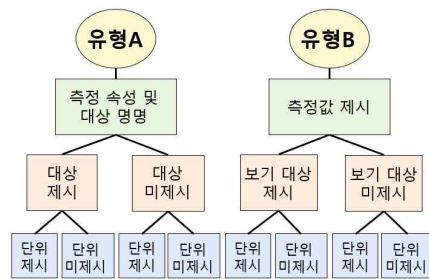 유형A
유형B
측정 속성 및
대상 명명
측정값 제시
대상
제시
대상
미제시
보기 대상
제시
보기 대상
미제시
단위
제시
단위
미제시
단위
제시
단위
미제시
단위
제시
단위
미제시
단위
제시
단위
미제시